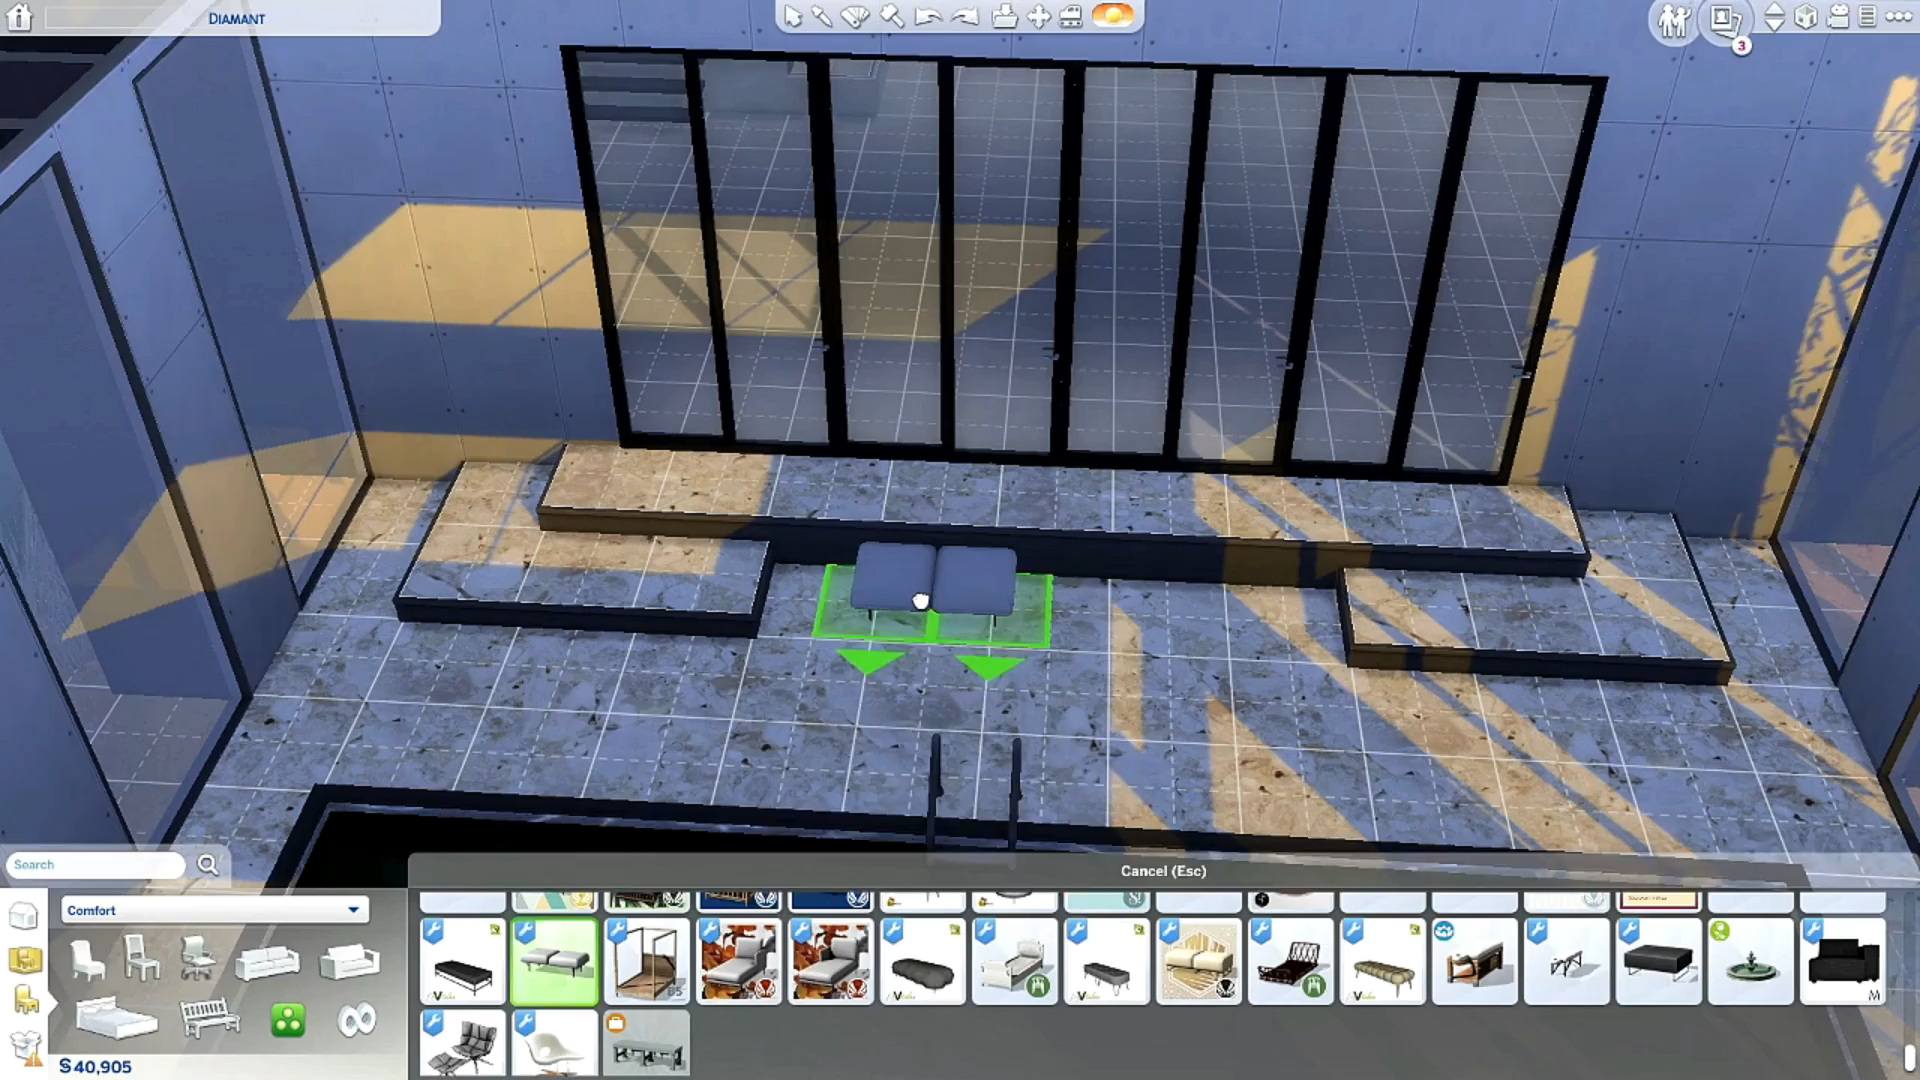 DIAMANT
3
Cancel (Esc)
Search
Comfort
§40,905